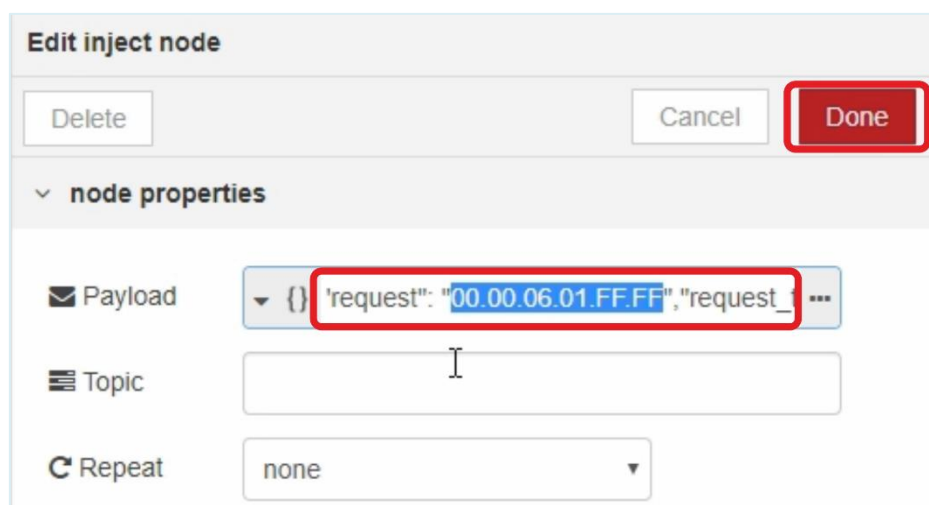 Edit inject node
Delete Cancel Done
node properties
Payload {} 'request": "00.00.06.01.FF.FF","request_ ...
Topic
Repeat none